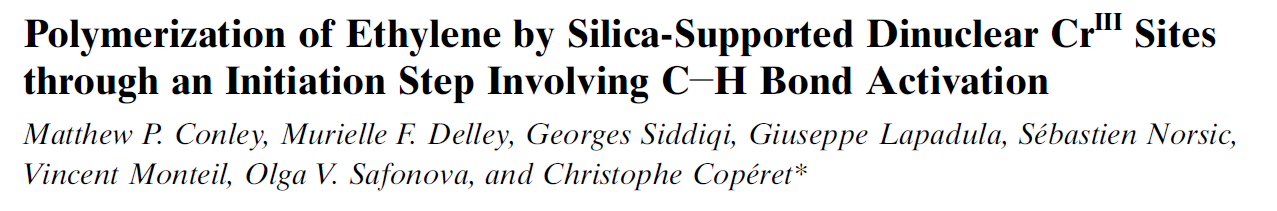 Polymerization of Ethylene by Silica-Supported Dinuclear Crᴵᴵᴵ Sites
through an Initiation Step Involving C−H Bond Activation
Matthew P. Conley, Murielle F. Delley, Georges Siddiqi, Giuseppe Lapadula, Sébastien Norsic,
Vincent Monteil, Olga V. Safonova, and Christophe Copéret*